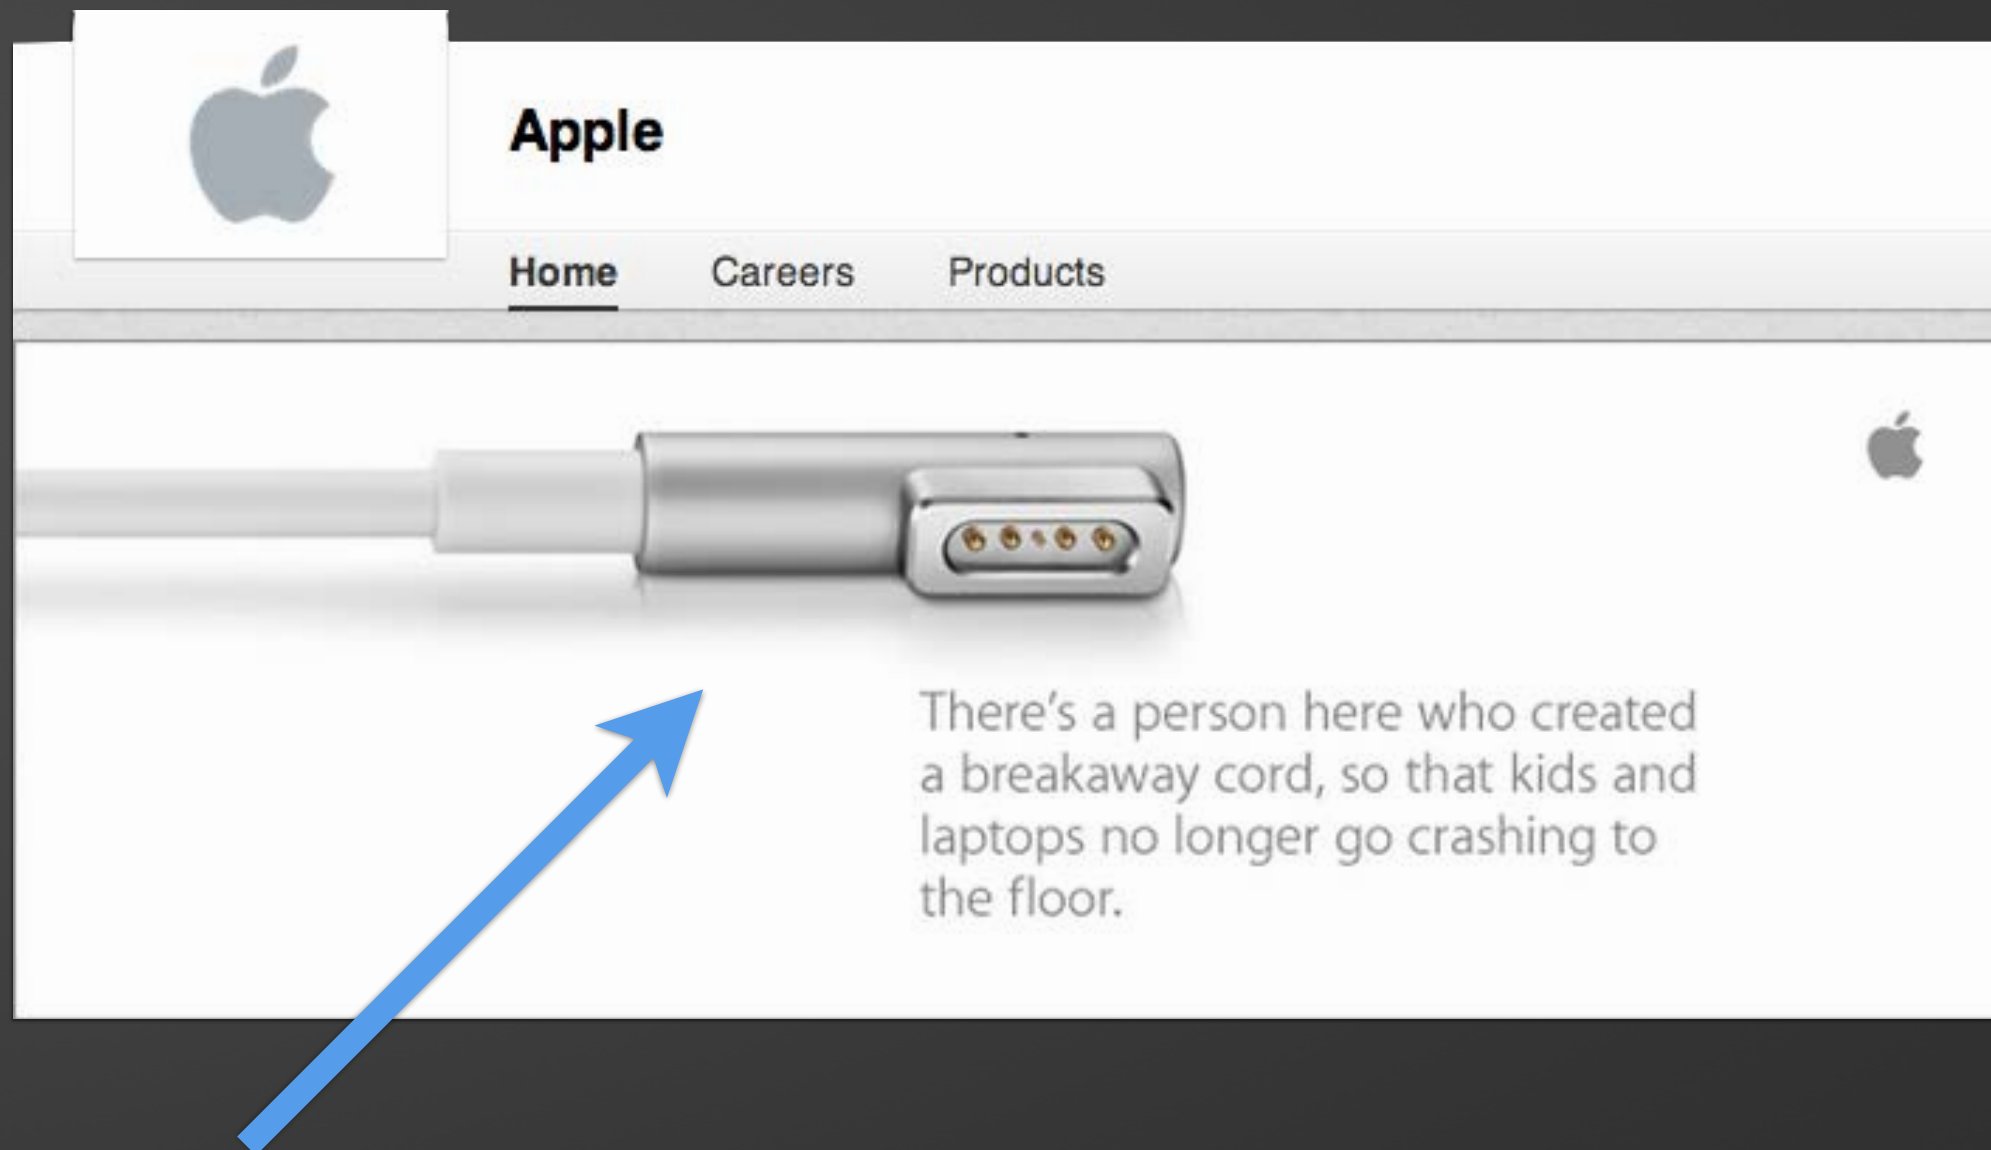 Apple
Home Careers Products
There's a person here who created
a breakaway cord, so that kids and
laptops no longer go crashing to
the floor.